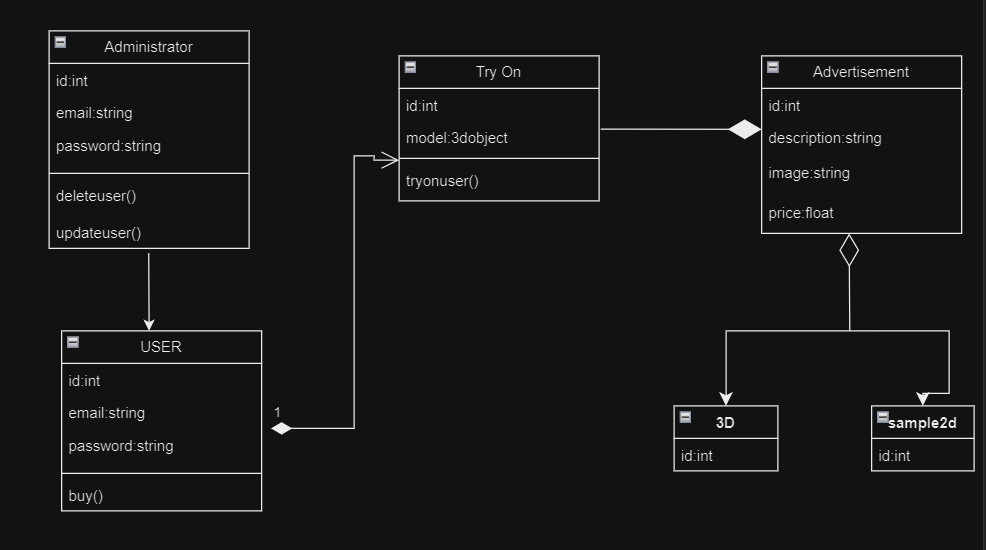 Administrator
id:int
email:string
password:string
deleteuser()
updateuser()
Try On
id:int
model:3dobject
tryonuser()
Advertisement
id:int
description:string
image:string
price:float
USER
id:int
email:string
password:string
buy()
1
3D
id:int
sample2d
id:int